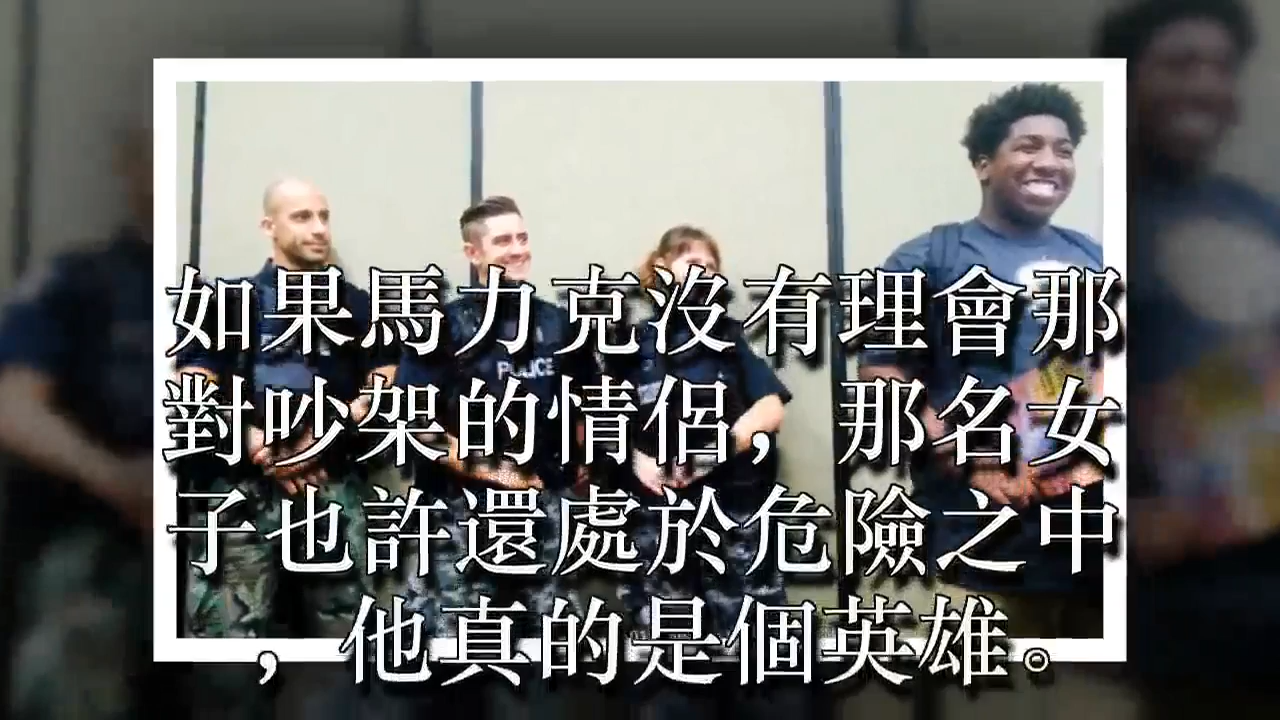 如果馬力克沒有理會那
對吵架的情侶，那名女
子也許還處於危險之中
，他真的是個英雄。
POLICE